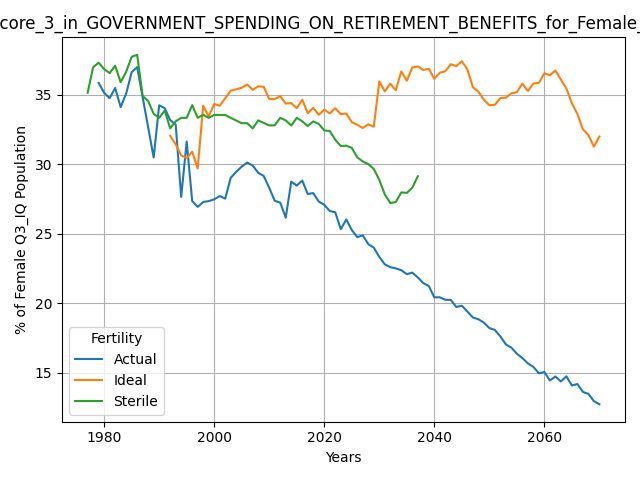 core_3_in_GOVERNMENT_SPENDING_ON_RETIREMENT_BENEFITS_for_Female_
% of Female Q3_IQ Population
35
30
25
20
15
Fertility
Actual
Ideal
Sterile
1980 2000 2020 2040 2060
Years